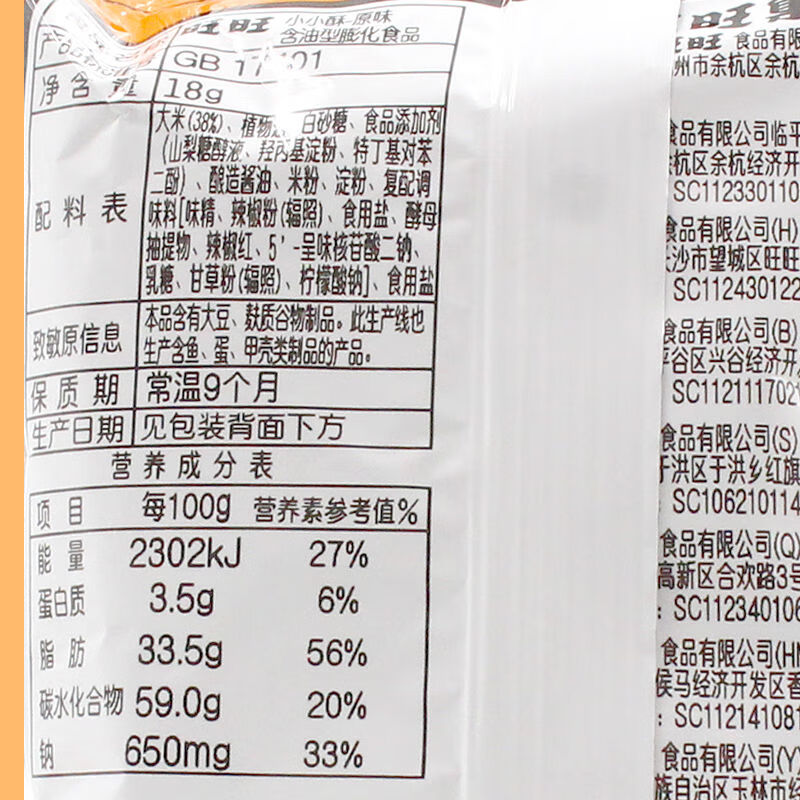 旺旺 小小酥 原味
含油型膨化食品
GB 17401
净含量 18g
配料表
大米(38%)、植物油、白砂糖、食品添加剂
(山梨糖醇液、羟丙基淀粉、特丁基对苯
二酚)、酿造酱油、米粉、淀粉、复配调
味料[味精、辣椒粉(辐照)、食用盐、酵母
抽提物、辣椒红、5'-呈味核苷酸二钠、
乳糖、甘草粉(辐照)、柠檬酸钠]、食用盐
致敏原信息
本品含有大豆、麸质谷物制品。此生产线也
生产含鱼、蛋、甲壳类制品的产品。
保质期 常温9个月
生产日期 见包装背面下方
营养成分表
项目 每100g 营养素参考值%
能量 2302kJ 27%
蛋白质 3.5g 6%
脂肪 33.5g 56%
碳水化合物 59.0g 20%
钠 650mg 33%
旺旺 食品有限
州市余杭区余杭
食品有限公司临平
杭区余杭经济开
SC112330110
食品有限公司(H)
沙市望城区旺旺
SC112430122
食品有限公司(B)
谷区兴谷经济开
SC112111702
食品有限公司(S)
于洪区于洪乡红旗
SC106210114
食品有限公司(Q)
高新区合欢路3号
: SC112340106
食品有限公司(HN
侯马经济开发区香
: SC112141081
食品有限公司(Y)
族自治区玉林市经